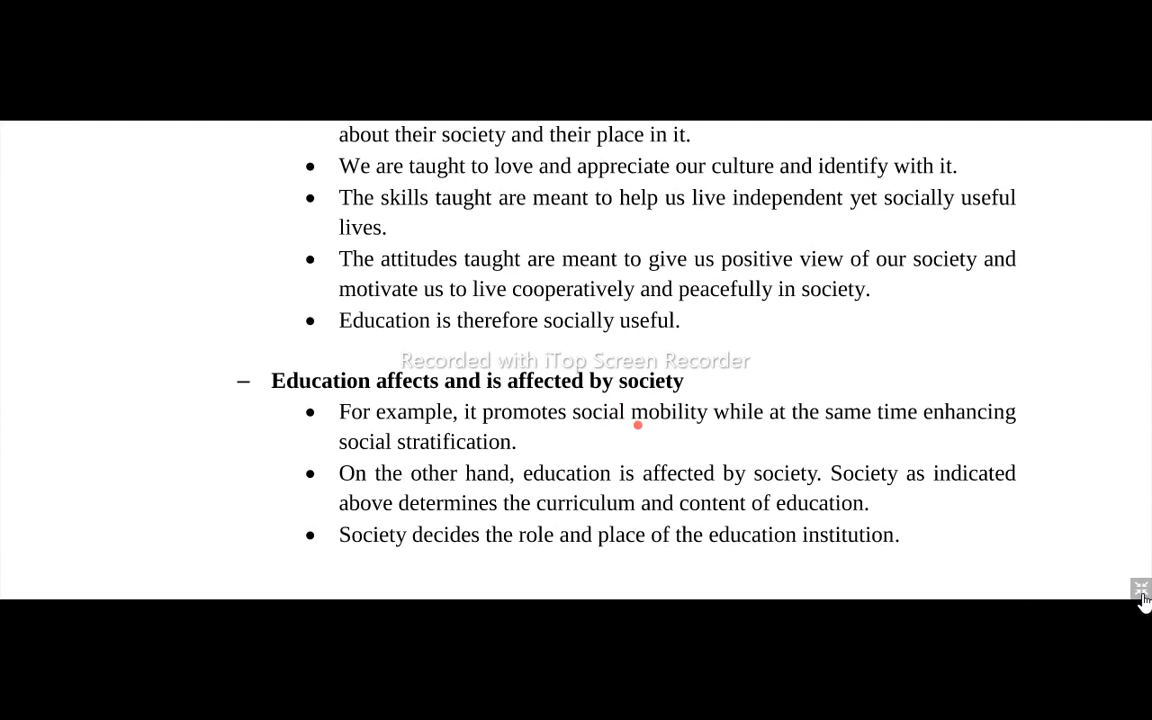 about their society and their place in it.
• We are taught to love and appreciate our culture and identify with it.
• The skills taught are meant to help us live independent yet socially useful
lives.
• The attitudes taught are meant to give us positive view of our society and
motivate us to live cooperatively and peacefully in society.
• Education is therefore socially useful.
Recorded with iTop Screen Recorder
– Education affects and is affected by society
• For example, it promotes social mobility while at the same time enhancing
social stratification.
• On the other hand, education is affected by society. Society as indicated
above determines the curriculum and content of education.
• Society decides the role and place of the education institution.